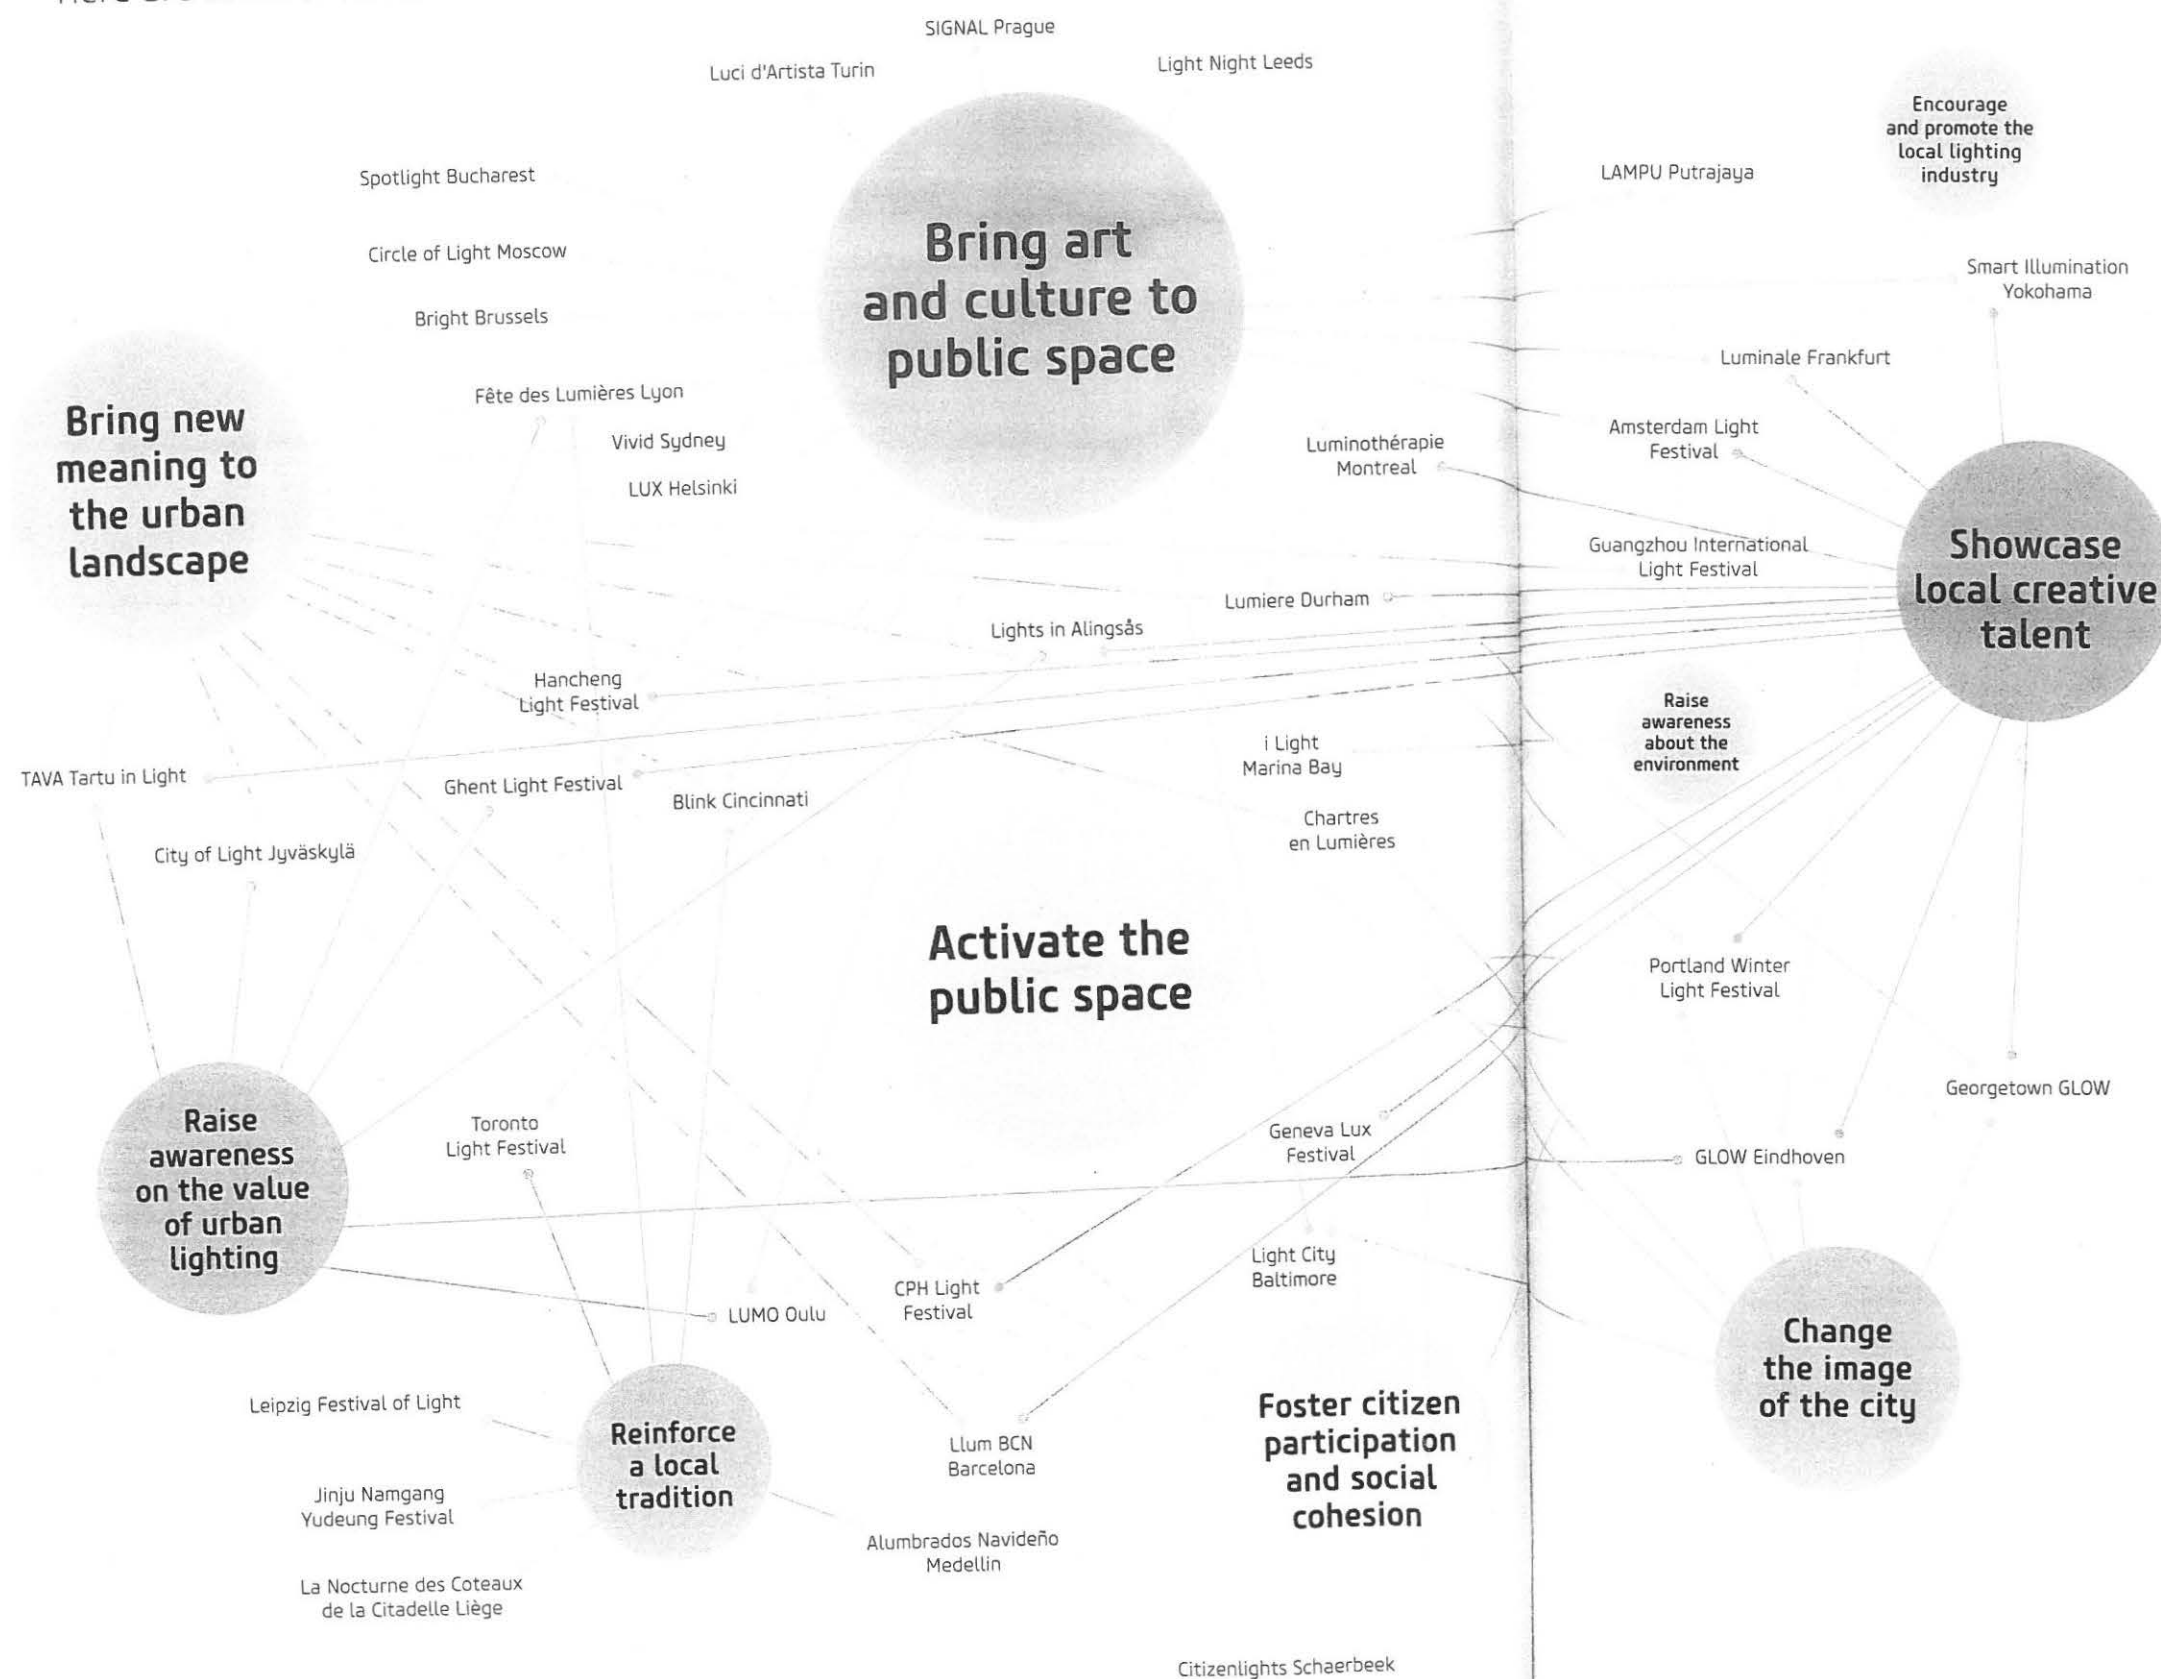 SIGNAL Prague
Luci d'Artista Turin
Light Night Leeds
Encourage
and promote the
local lighting
industry
Spotlight Bucharest
LAMPU Putrajaya
Circle of Light Moscow
Bring art
and culture to
public space
Smart Illumination
Yokohama
Bright Brussels
Luminale Frankfurt
Fête des Lumières Lyon
Bring new
meaning to
the urban
landscape
Vivid Sydney
LUX Helsinki
Luminothérapie
Montreal
Amsterdam Light
Festival
Guangzhou International
Light Festival
Showcase
local creative
talent
Lumiere Durham
Lights in Alingsås
Hancheng
Light Festival
Raise
awareness
about the
environment
i Light
Marina Bay
TAVA Tartu in Light
Ghent Light Festival
Blink Cincinnati
Chartres
en Lumières
City of Light Jyväskylä
Activate the
public space
Portland Winter
Light Festival
Georgetown GLOW
Raise
awareness
on the value
of urban
lighting
Toronto
Light Festival
Geneva Lux
Festival
GLOW Eindhoven
Light City
Baltimore
CPH Light
Festival
LUMO Oulu
Change
the image
of the city
Leipzig Festival of Light
Reinforce
a local
tradition
Foster citizen
participation
and social
cohesion
Llum BCN
Barcelona
Jinju Namgang
Yudeung Festival
Alumbrados Navideño
Medellin
La Nocturne des Coteaux
de la Citadelle Liège
Citizenlights Schaerbeek